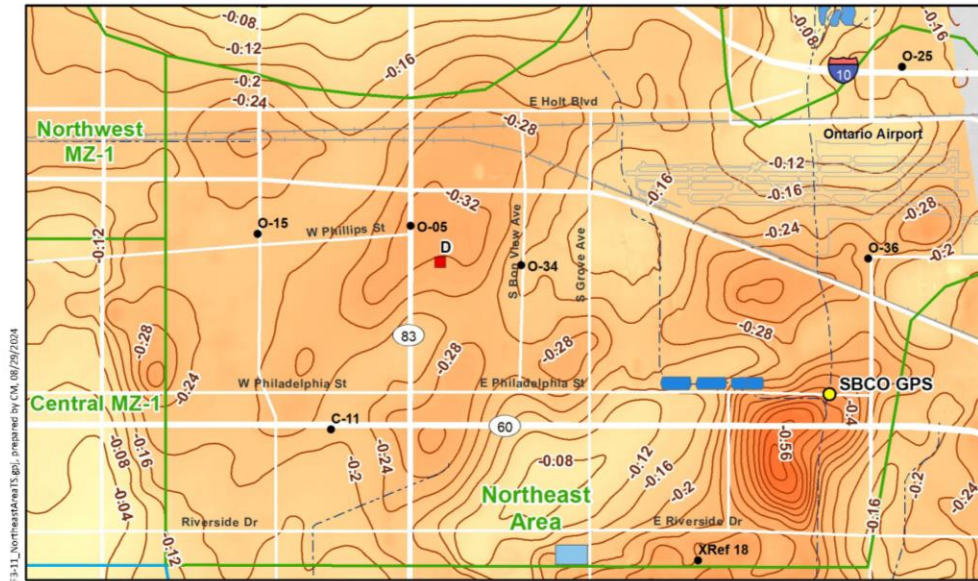 -0.08
-0.12
-0.2
-0.24
-0.16
-0.08
-0.16
O-25
10
E Holt Blvd
-0.28
Ontario Airport
Northwest
MZ-1
-0.12
-0.16
-0.16
-0.32
-0.28
-0.24
O-15
W Phillips St
O-05
D
O-34
S Bon View Ave
S Grove Ave
O-36
-0.2
-0.12
-0.28
-0.24
83
-0.28
-0.28
W Philadelphia St
E Philadelphia St
SBCO GPS
Central MZ-1
C-11
60
-0.4
-0.56
-0.08
-0.16
-0.04
-0.2
-0.24
-0.08
-0.12
-0.16
-0.2
-0.2
-0.24
Northeast
Area
Riverside Dr
E Riverside Dr
-0.16
-0.12
XRef 18
F3-11_NortheastAreaTS.gpj, prepared by CM, 08/29/2024